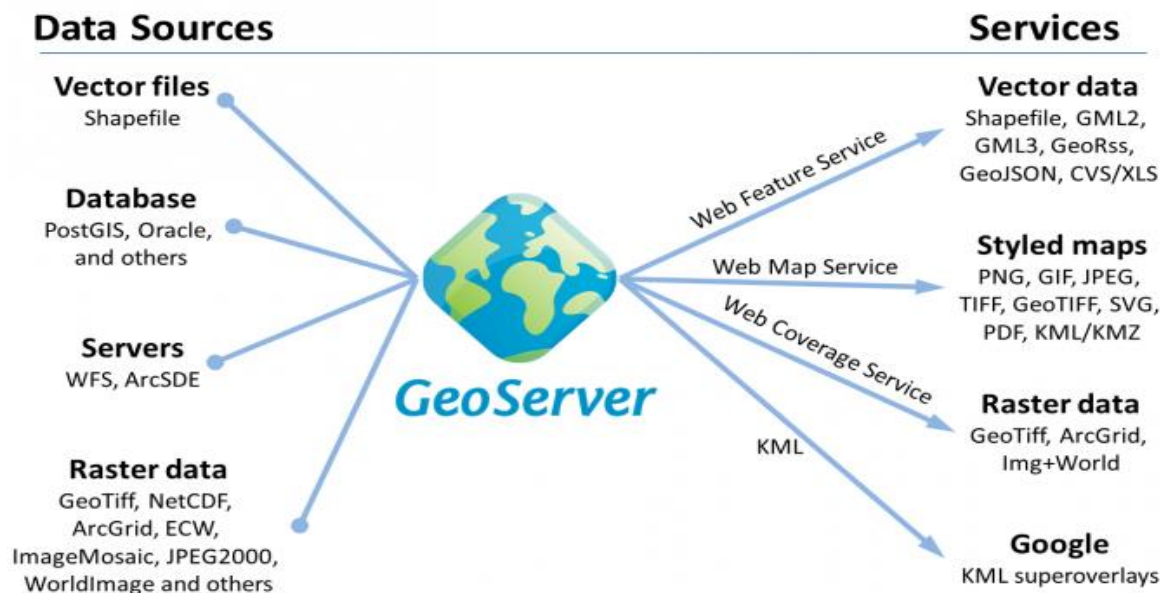 Data Sources
Services
Vector files
Shapefile
Database
PostGIS, Oracle,
and others
Servers
WFS, ArcSDE
Raster data
GeoTiff, NetCDF,
ArcGrid, ECW,
ImageMosaic, JPEG2000,
WorldImage and others
GeoServer
Web Feature Service
Web Map Service
Web Coverage Service
KML
Vector data
Shapefile, GML2,
GML3, GeoRss,
GeoJSON, CVS/XLS
Styled maps
PNG, GIF, JPEG,
TIFF, GeoTIFF, SVG,
PDF, KML/KMZ
Raster data
GeoTiff, ArcGrid,
Img+World
Google
KML superoverlays